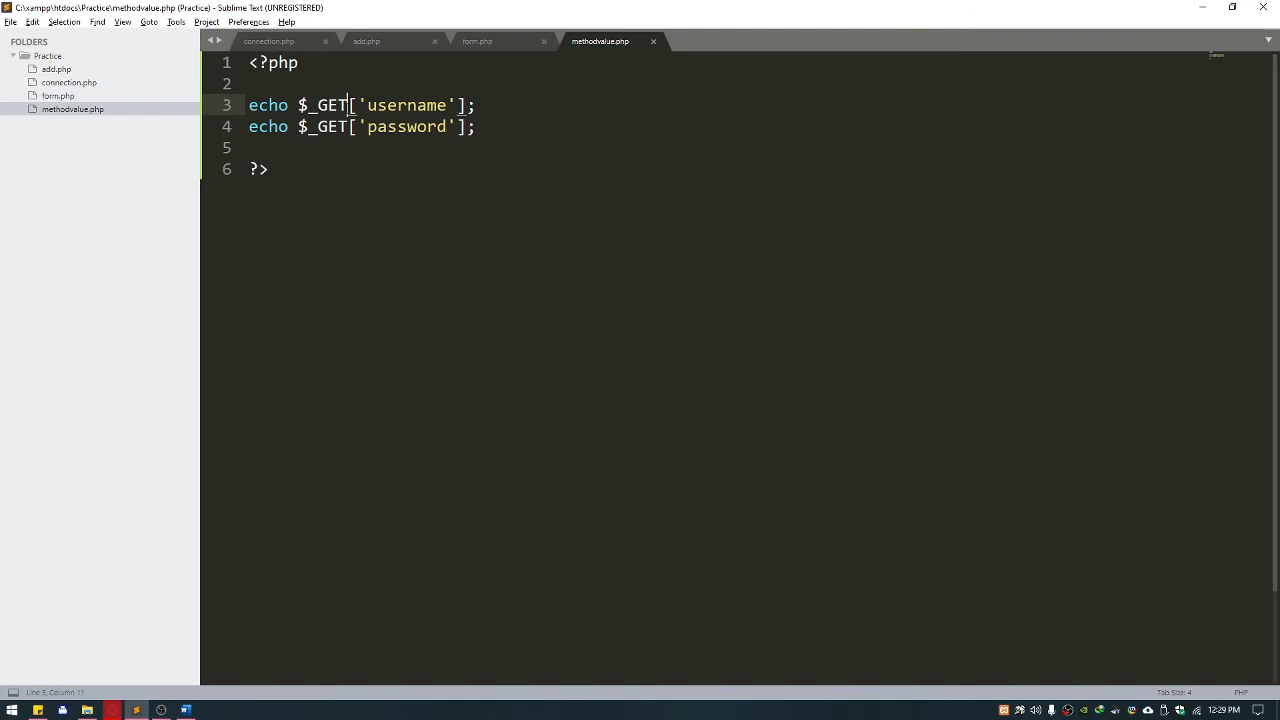 C:\xampp\htdocs\Practice\methodvalue.php (Practice) - Sublime Text (UNREGISTERED)
File Edit Selection Find View Goto Tools Project Preferences Help
FOLDERS
Practice
add.php
connection.php
form.php
methodvalue.php
connection.php add.php form.php methodvalue.php
1 <?php
2
3 echo $_GET['username'];
4 echo $_GET['password'];
5
6 ?>
Line 3, Column 11 Tab Size: 4 PHP
12:29 PM